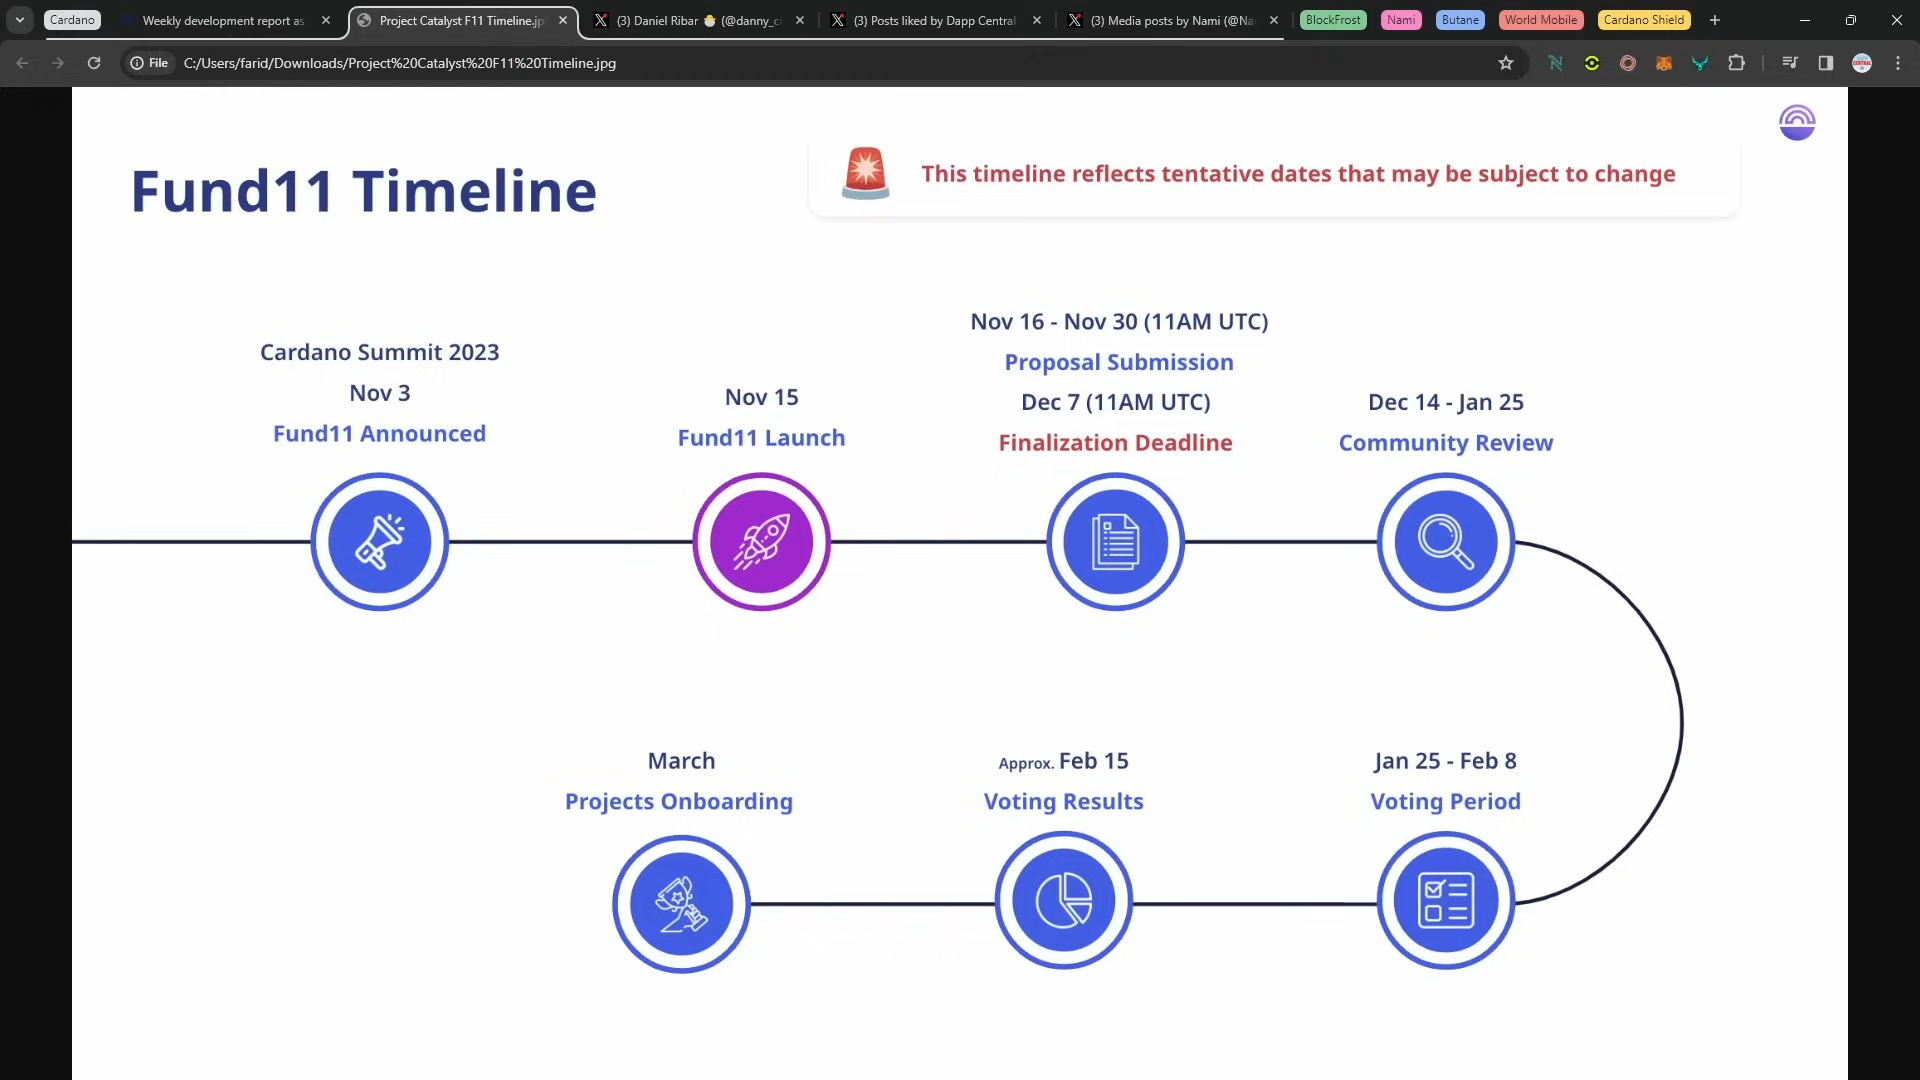 Cardano
Weekly development report as
Project Catalyst F11 Timeline.jp
(3) Daniel Ribar 🐣 (@danny_c
(3) Posts liked by Dapp Central
(3) Media posts by Nami (@Na
BlockFrost
Nami
Butane
World Mobile
Cardano Shield
File
C:/Users/farid/Downloads/Project%20Catalyst%20F11%20Timeline.jpg
Fund11 Timeline
This timeline reflects tentative dates that may be subject to change
Cardano Summit 2023
Nov 3
Fund11 Announced
Nov 15
Fund11 Launch
Nov 16 - Nov 30 (11AM UTC)
Proposal Submission
Dec 7 (11AM UTC)
Finalization Deadline
Dec 14 - Jan 25
Community Review
March
Projects Onboarding
Approx. Feb 15
Voting Results
Jan 25 - Feb 8
Voting Period